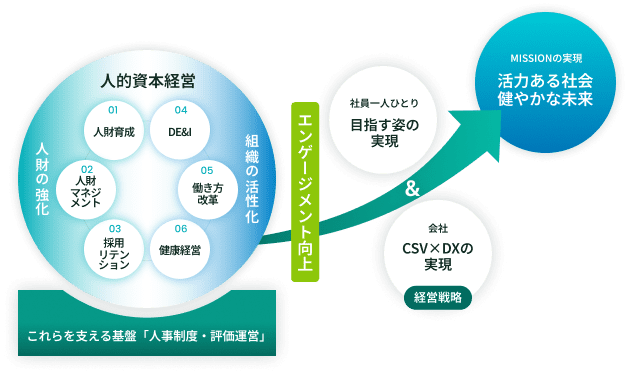 人的資本経営
人財の強化
01
人財育成
02
人財
マネジ
メント
03
採用
リテン
ション
04
DE&I
05
働き方
改革
06
健康経営
組織の活性化
これらを支える基盤「人事制度・評価運営」
エンゲージメント向上
社員一人ひとり
目指す姿の
実現
&
会社
CSV×DXの
実現
経営戦略
MISSIONの実現
活力ある社会
健やかな未来